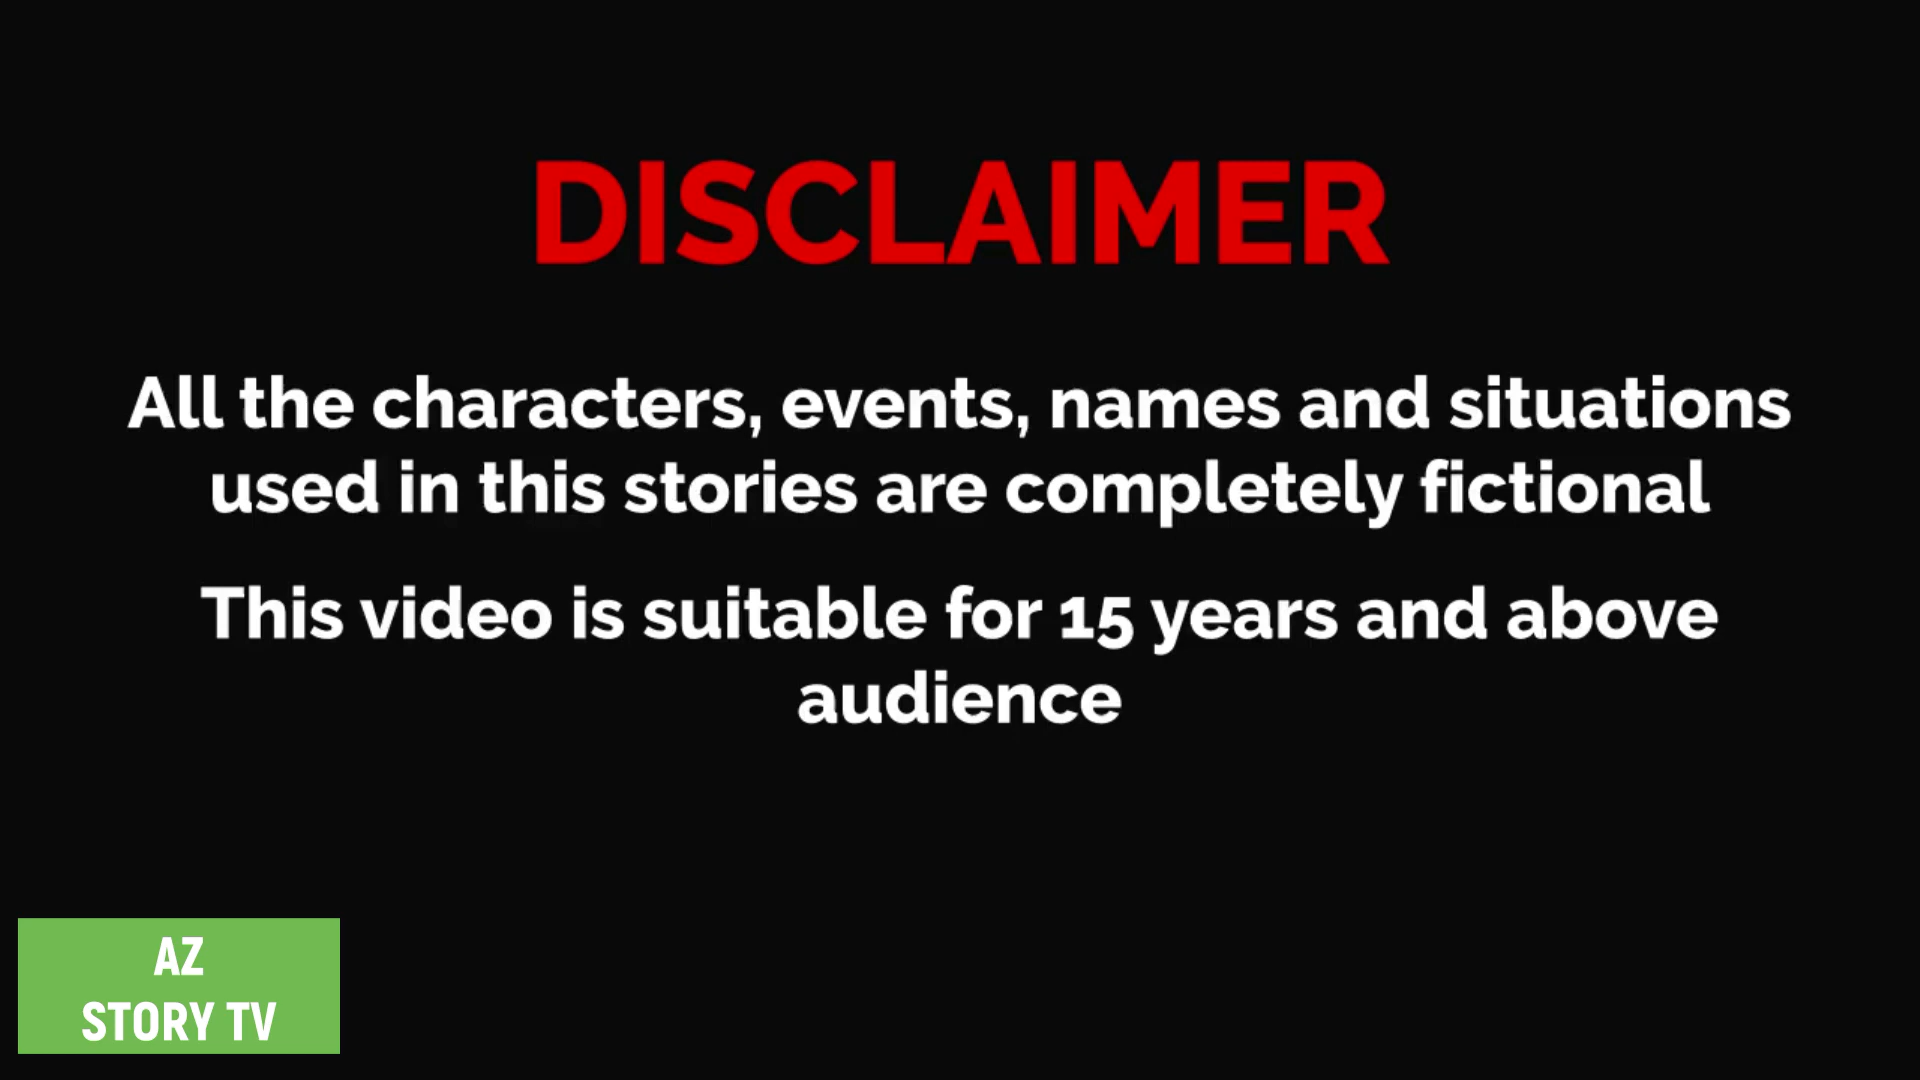 DISCLAIMER
All the characters, events, names and situations
used in this stories are completely fictional
This video is suitable for 15 years and above
audience
AZ
STORY TV